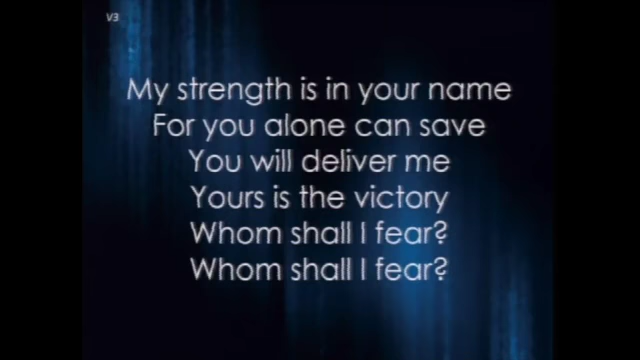 V3
My strength is in your name
For you alone can save
You will deliver me
Yours is the victory
Whom shall I fear?
Whom shall I fear?